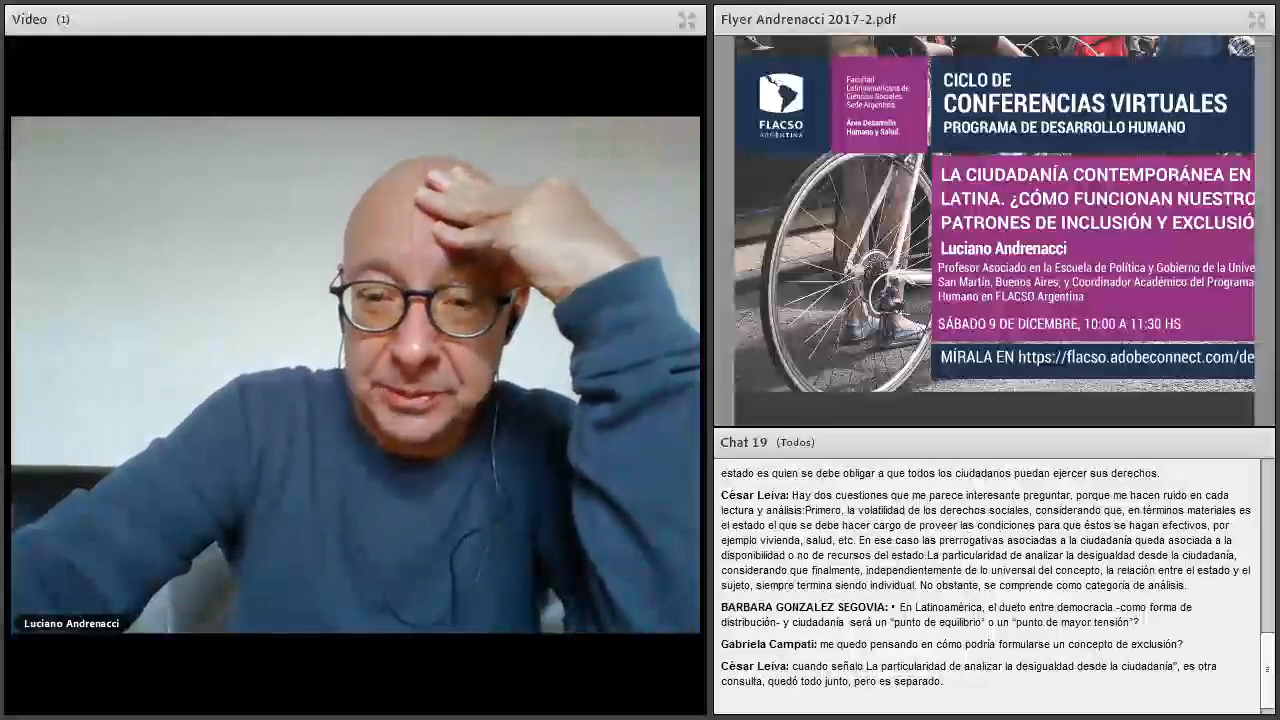 Vídeo (1)
Luciano Andrenacci
Flyer Andrenacci 2017-2.pdf
FLACSO
ARGENTINA
Facultad
Latinoamericana de
Ciencias Sociales.
Sede Argentina.
Área Desarrollo
Humano y Salud.
CICLO DE
CONFERENCIAS VIRTUALES
PROGRAMA DE DESARROLLO HUMANO
LA CIUDADANÍA CONTEMPORÁNEA EN
LATINA. ¿CÓMO FUNCIONAN NUESTRO
PATRONES DE INCLUSIÓN Y EXCLUSIÓ
Luciano Andrenacci
Profesor Asociado en la Escuela de Política y Gobierno de la Unive
San Martín, Buenos Aires; y Coordinador Académico del Programa
Humano en FLACSO Argentina
SÁBADO 9 DE DICEMBRE, 10:00 A 11:30 HS
MÍRALA EN https://flacso.adobeconnect.com/de
Chat 19 (Todos)
estado es quien se debe obligar a que todos los ciudadanos puedan ejercer sus derechos.
César Leiva: Hay dos cuestiones que me parece interesante preguntar, porque me hacen ruido en cada
lectura y análisis:Primero, la volatilidad de los derechos sociales, considerando que, en términos materiales es
el estado el que se debe hacer cargo de proveer las condiciones para que éstos se hagan efectivos, por
ejemplo vivienda, salud, etc. En ese caso las prerrogativas asociadas a la ciudadanía queda asociada a la
disponibilidad o no de recursos del estado.La particularidad de analizar la desigualdad desde la ciudadanía,
considerando que finalmente, independientemente de lo universal del concepto, la relación entre el estado y el
sujeto, siempre termina siendo individual. No obstante, se comprende como categoría de análisis.
BARBARA GONZALEZ SEGOVIA: • En Latinoamérica, el dueto entre democracia -como forma de
distribución- y ciudadanía será un "punto de equilibrio" o un "punto de mayor tensión"?
Gabriela Campati: me quedo pensando en cómo podría formularse un concepto de exclusión?
César Leiva: cuando señalo La particularidad de analizar la desigualdad desde la ciudadanía", es otra
consulta, quedó todo junto, pero es separado.